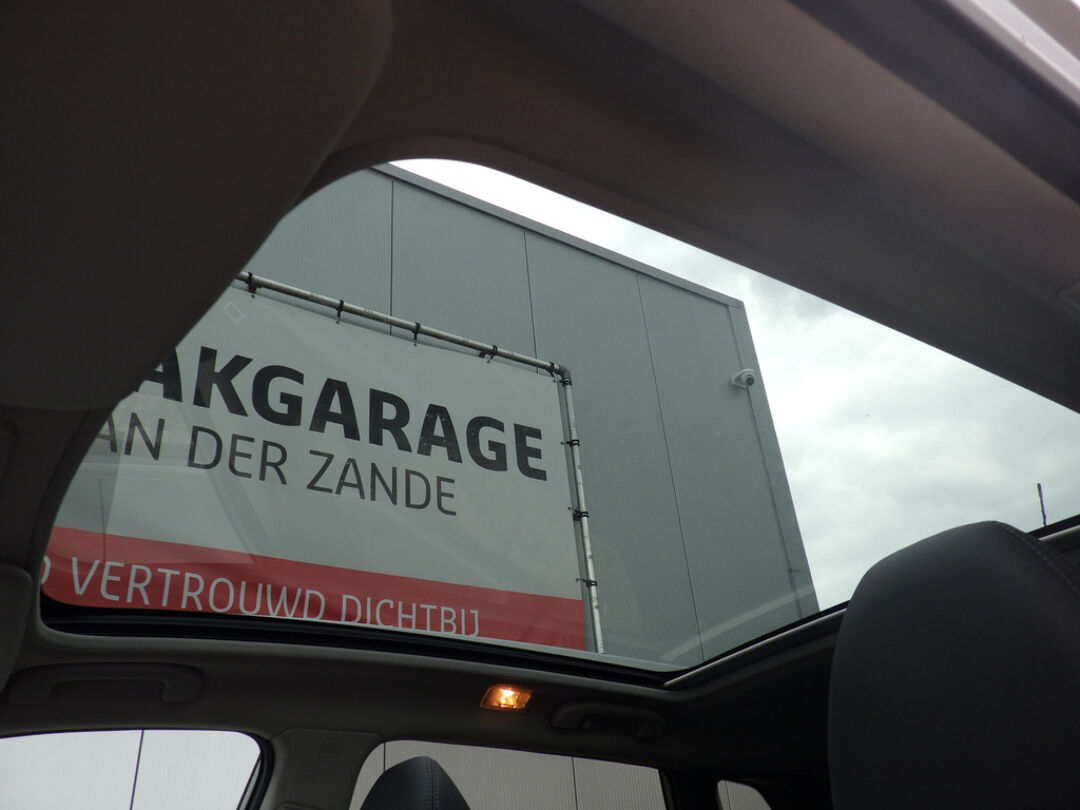 AKGARAGE
AN DER ZANDE
D VERTROUWD DICHTBIJ